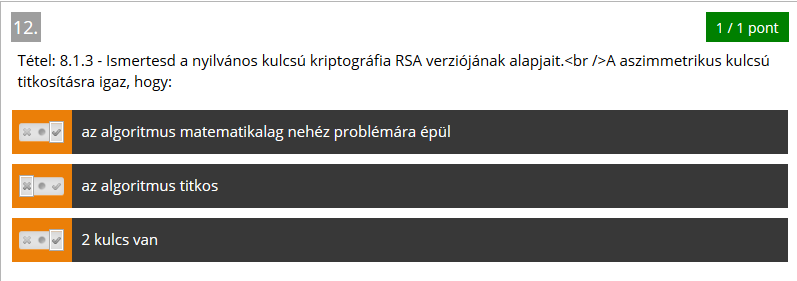 12.
1 / 1 pont
Tétel: 8.1.3 - Ismertesd a nyilvános kulcsú kriptográfia RSA verziójának alapjait.<br />A aszimmetrikus kulcsú
titkosításra igaz, hogy:
az algoritmus matematikalag nehéz problémára épül
az algoritmus titkos
2 kulcs van